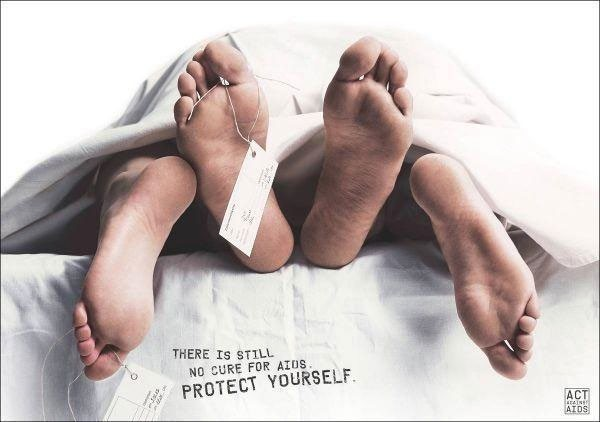 THERE IS STILL
NO CURE FOR AIDS.
PROTECT YOURSELF.
ACT
AGAINST
AIDS